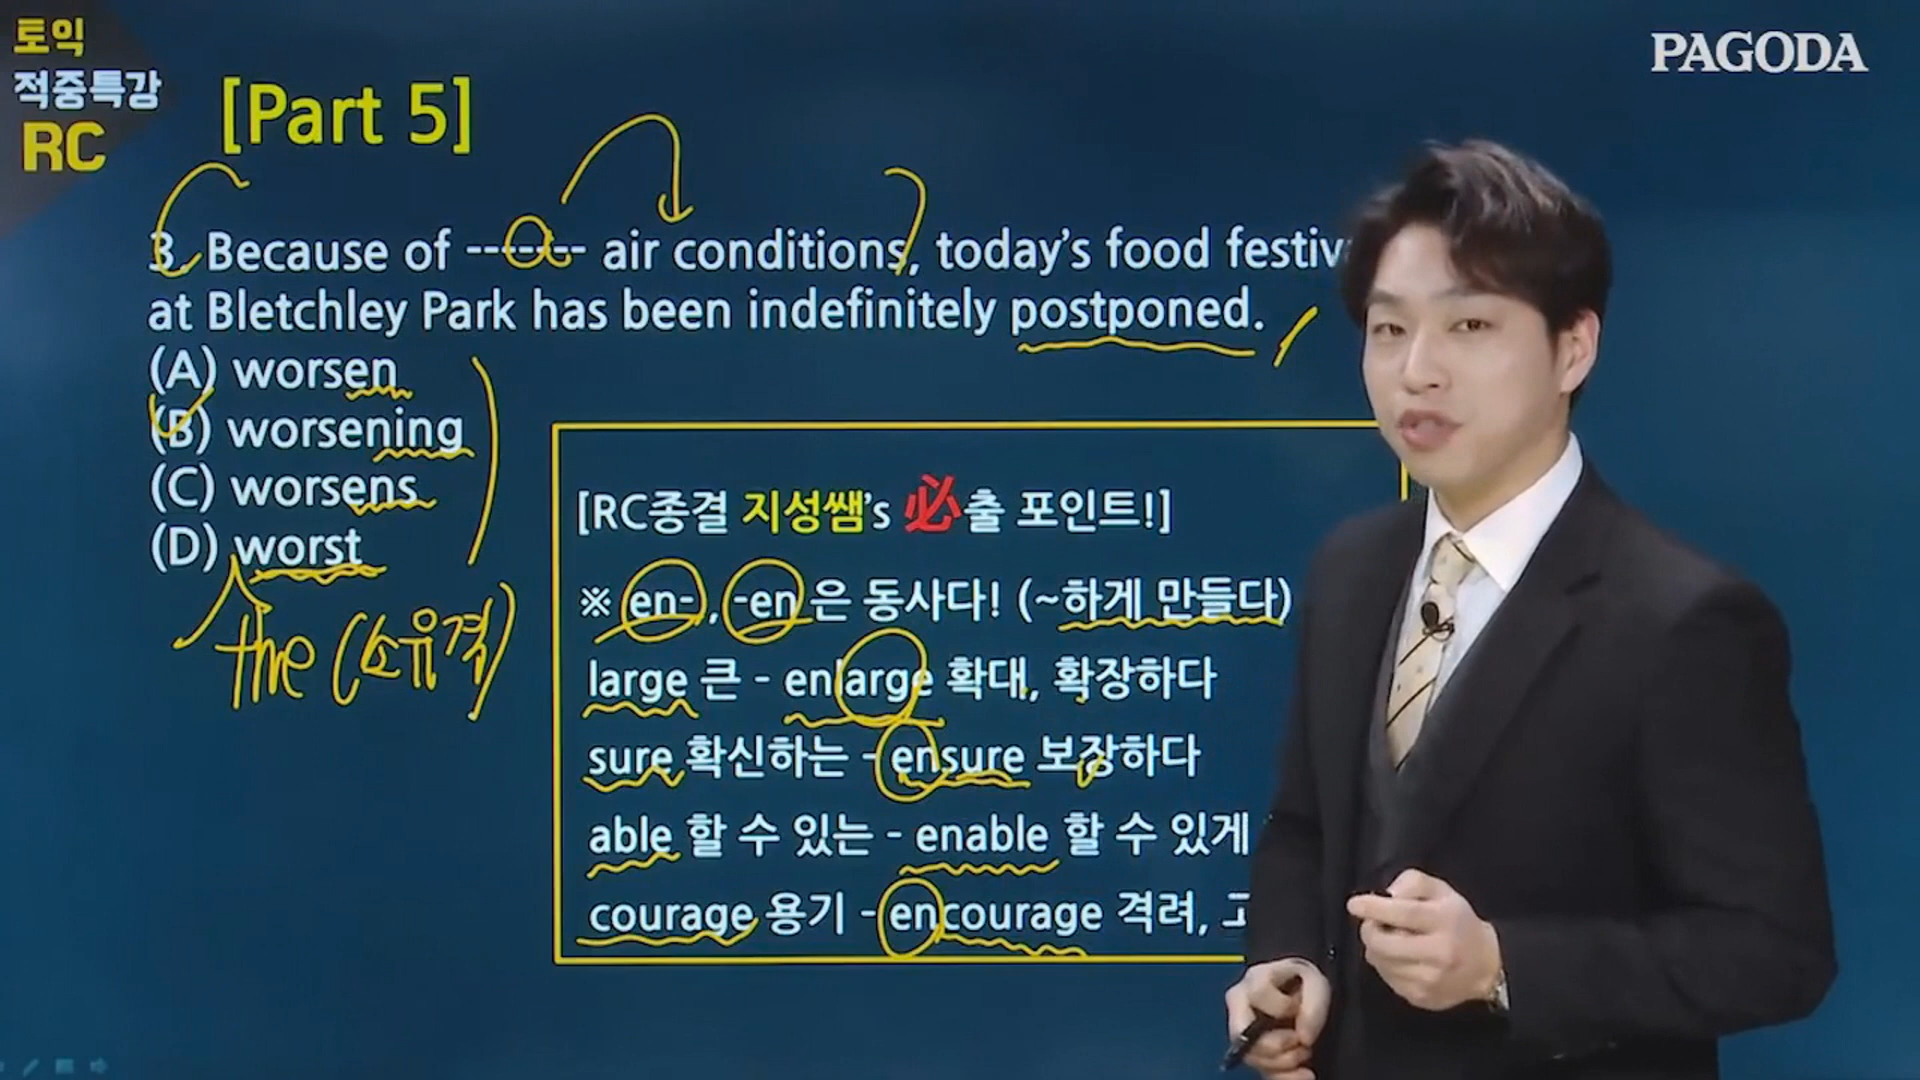 토익
적중특강
RC
PAGODA
[Part 5]
a
3. Because of ------- air conditions, today's food
at Bletchley Park has been indefinitely postponed.
(A) worsen
(B) worsening
(C) worsens
(D) worst
the (소유격)
[RC종결 지성쌤's 必출 포인트!]
※ en-, -en 은 동사다! (~하게 만들다)
large 큰 - enlarge 확대, 확장하다
sure 확신하는 - ensure 보장하다
able 할 수 있는 - enable 할 수 있게
courage 용기 - encourage 격려,